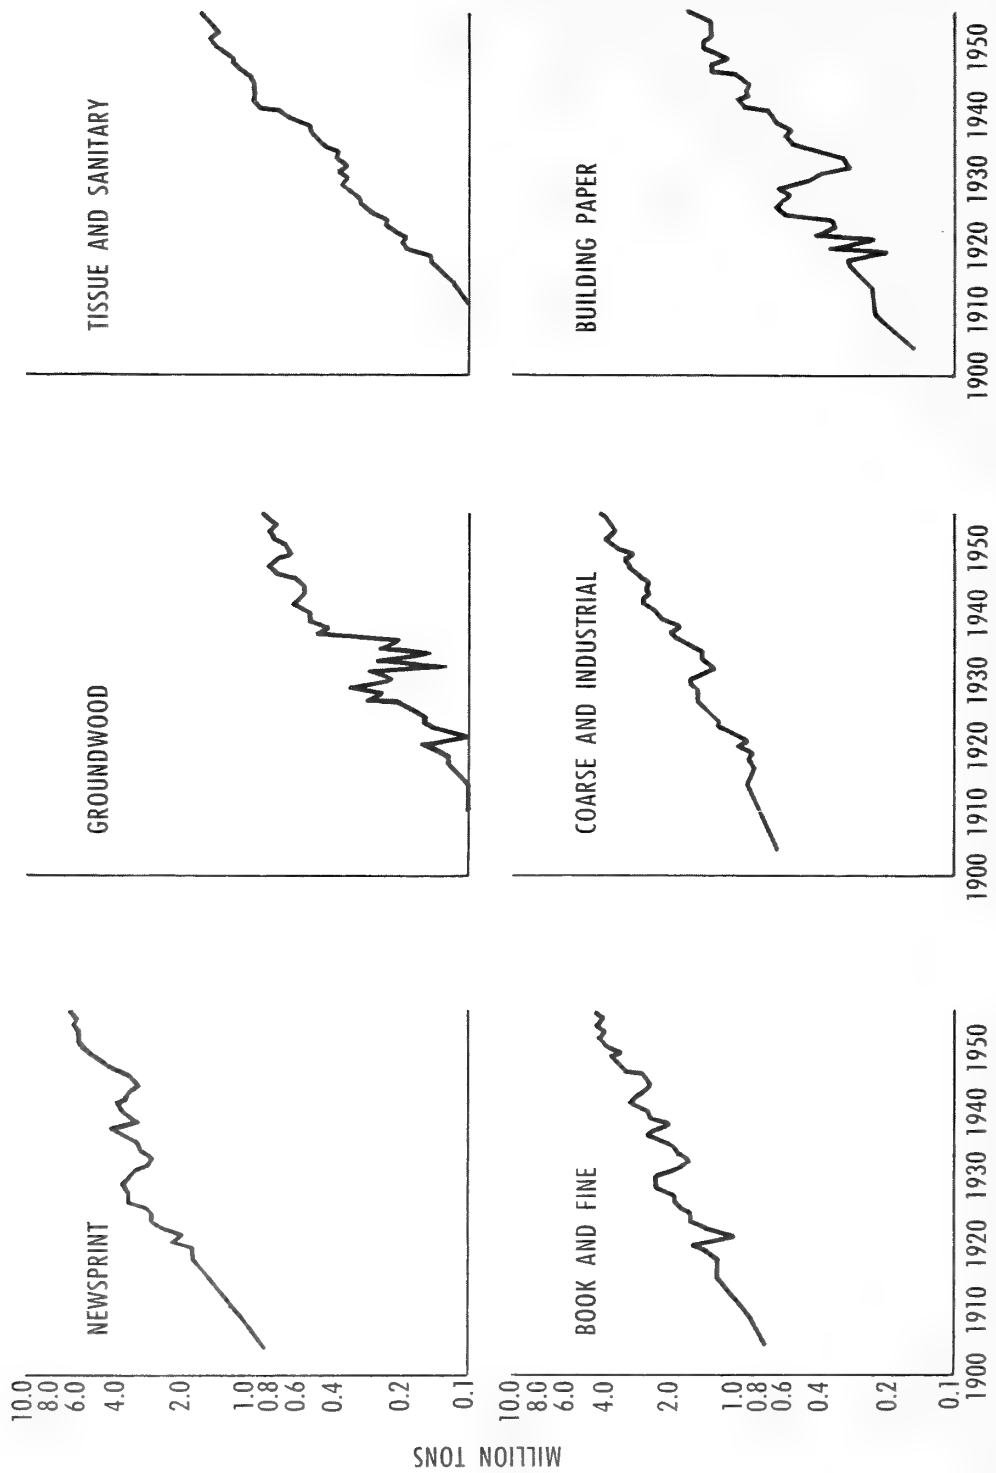 MILLION TONS
NEWSPRINT
10.0
8.0
6.0
4.0
2.0
1.0
0.8
0.6
0.4
0.2
0.1
GROUNDWOOD
TISSUE AND SANITARY
BOOK AND FINE
10.0
8.0
6.0
4.0
2.0
1.0
0.8
0.6
0.4
0.2
0.1
1900 1910 1920 1930 1940 1950
COARSE AND INDUSTRIAL
1900 1910 1920 1930 1940 1950
BUILDING PAPER
1900 1910 1920 1930 1940 1950